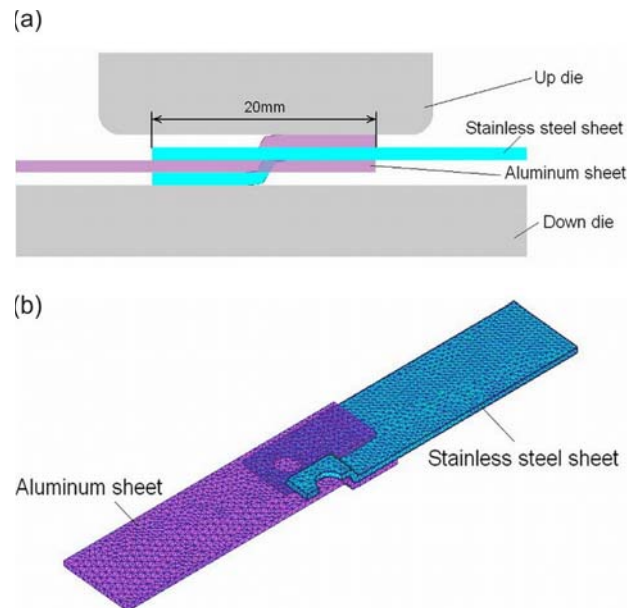 (a)
Up die
20mm
Stainless steel sheet
Aluminum sheet
Down die
(b)
Aluminum sheet
Stainless steel sheet